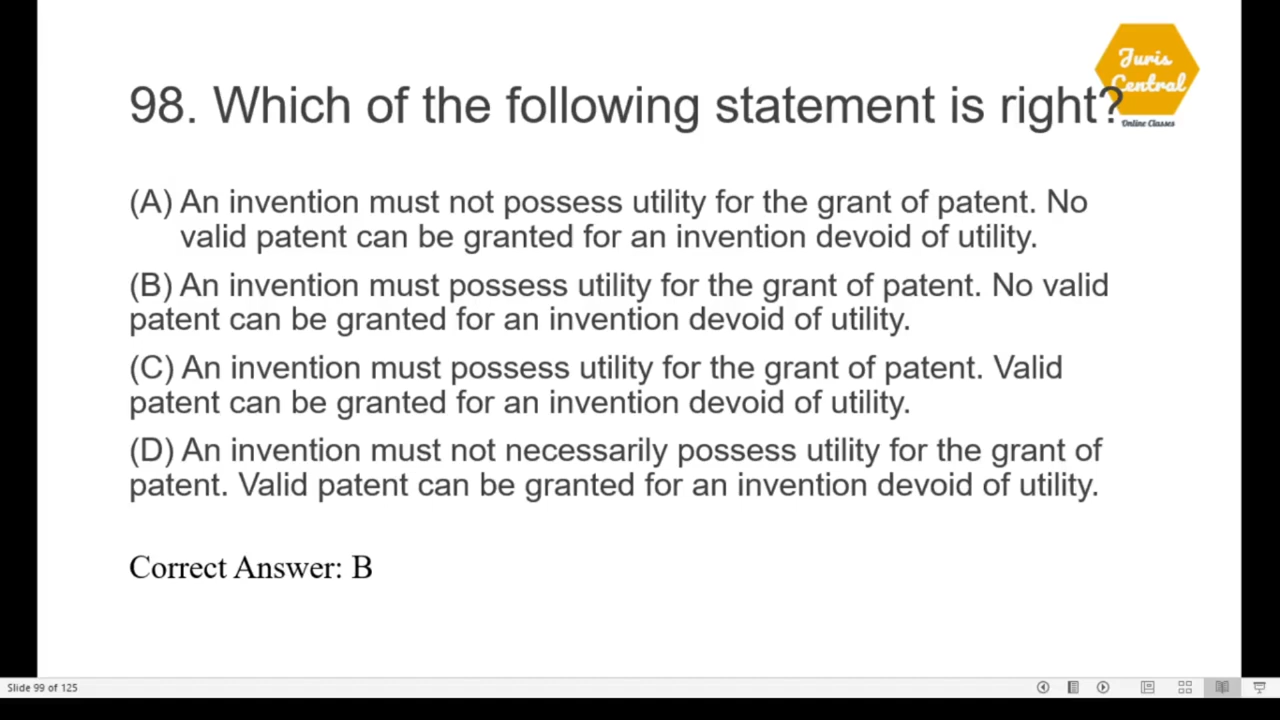 Juris
Central
Online Classes
98. Which of the following statement is right?
(A) An invention must not possess utility for the grant of patent. No
valid patent can be granted for an invention devoid of utility.
(B) An invention must possess utility for the grant of patent. No valid
patent can be granted for an invention devoid of utility.
(C) An invention must possess utility for the grant of patent. Valid
patent can be granted for an invention devoid of utility.
(D) An invention must not necessarily possess utility for the grant of
patent. Valid patent can be granted for an invention devoid of utility.
Correct Answer: B
Slide 99 of 125